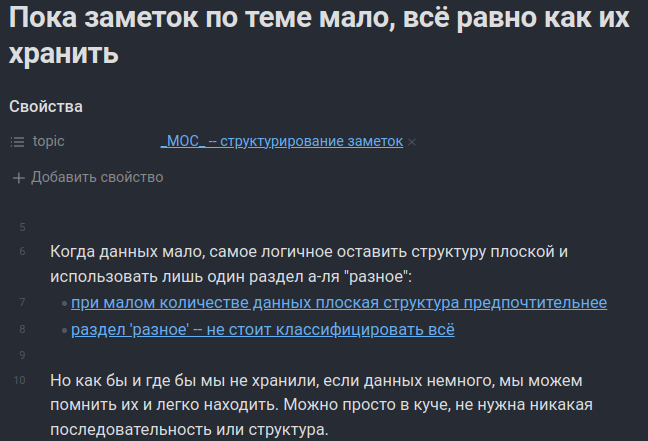 Пока заметок по теме мало, всё равно как их
хранить
Свойства
topic _MOC_ -- структурирование заметок ×
+ Добавить свойство
5
6 Когда данных мало, самое логичное оставить структуру плоской и
использовать лишь один раздел а-ля "разное":
7 • при малом количестве данных плоская структура предпочтительнее
8 • раздел 'разное' -- не стоит классифицировать всё
9
10 Но как бы и где бы мы не хранили, если данных немного, мы можем
помнить их и легко находить. Можно просто в куче, не нужна никакая
последовательность или структура.